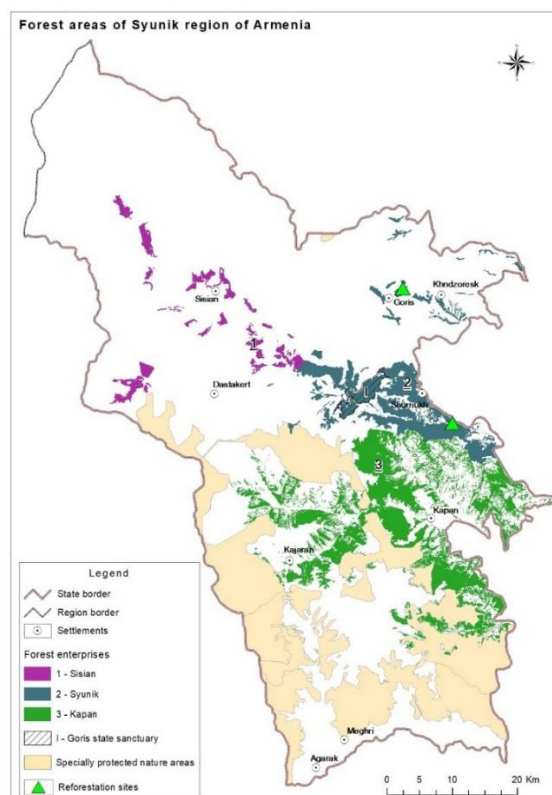 Forest areas of Syunik region of Armenia
Sisian
Goris
Khndzoresk
1
Dastakert
I
2
Shurnukh
3
Kapan
Kajaran
Meghri
Agarak
Legend
State border
Region border
Settlements
Forest enterprises
1 - Sisian
2 - Syunik
3 - Kapan
I - Goris state sanctuary
Specially protected nature areas
Reforestation sites
0 5 10 20 Km